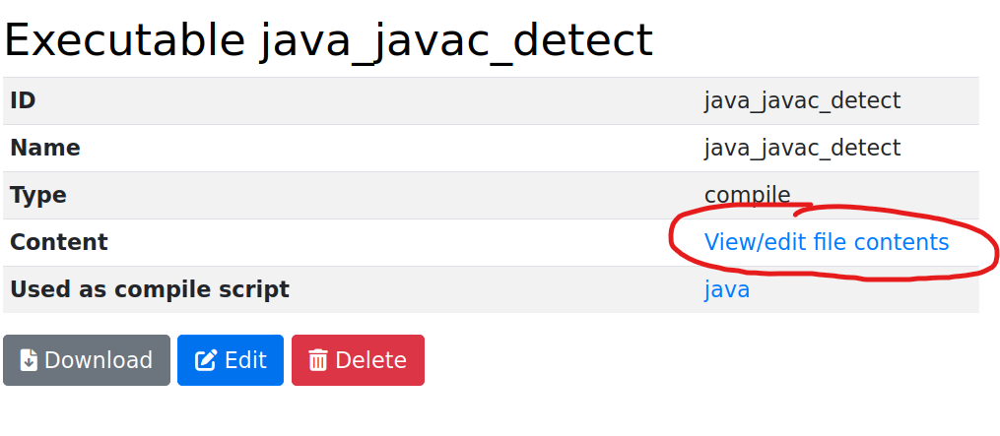 Executable java_javac_detect
ID java_javac_detect
Name java_javac_detect
Type compile
Content View/edit file contents
Used as compile script java
Download Edit Delete